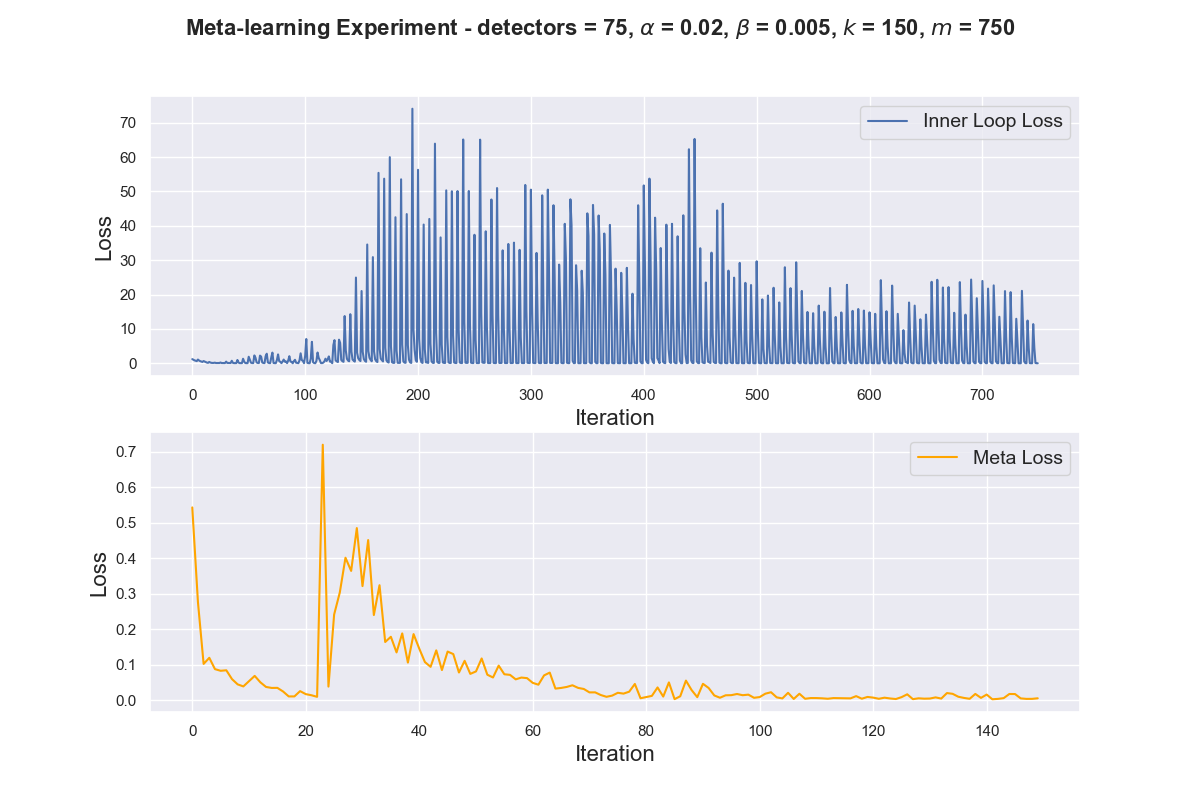 Meta-learning Experiment - detectors = 75, α = 0.02, β = 0.005, k = 150, m = 750
Inner Loop Loss
Loss
70
60
50
40
30
20
10
0
0 100 200 300 400 500 600 700
Iteration
Meta Loss
Loss
0.7
0.6
0.5
0.4
0.3
0.2
0.1
0.0
0 20 40 60 80 100 120 140
Iteration